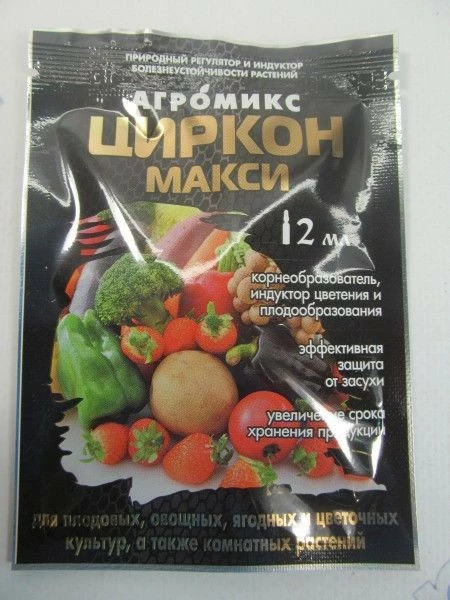 ПРИРОДНЫЙ РЕГУЛЯТОР И ИНДУКТОР
БОЛЕЗНЕУСТОЙЧИВОСТИ РАСТЕНИЙ
АГРОМИКС
ЦИРКОН
МАКСИ
2 мл
корнеобразователь,
индуктор цветения и
плодообразования
эффективная
защита
от засухи
увеличение срока
хранения продукции
для плодовых, овощных, ягодных и цветочных
культур, а также комнатных растений